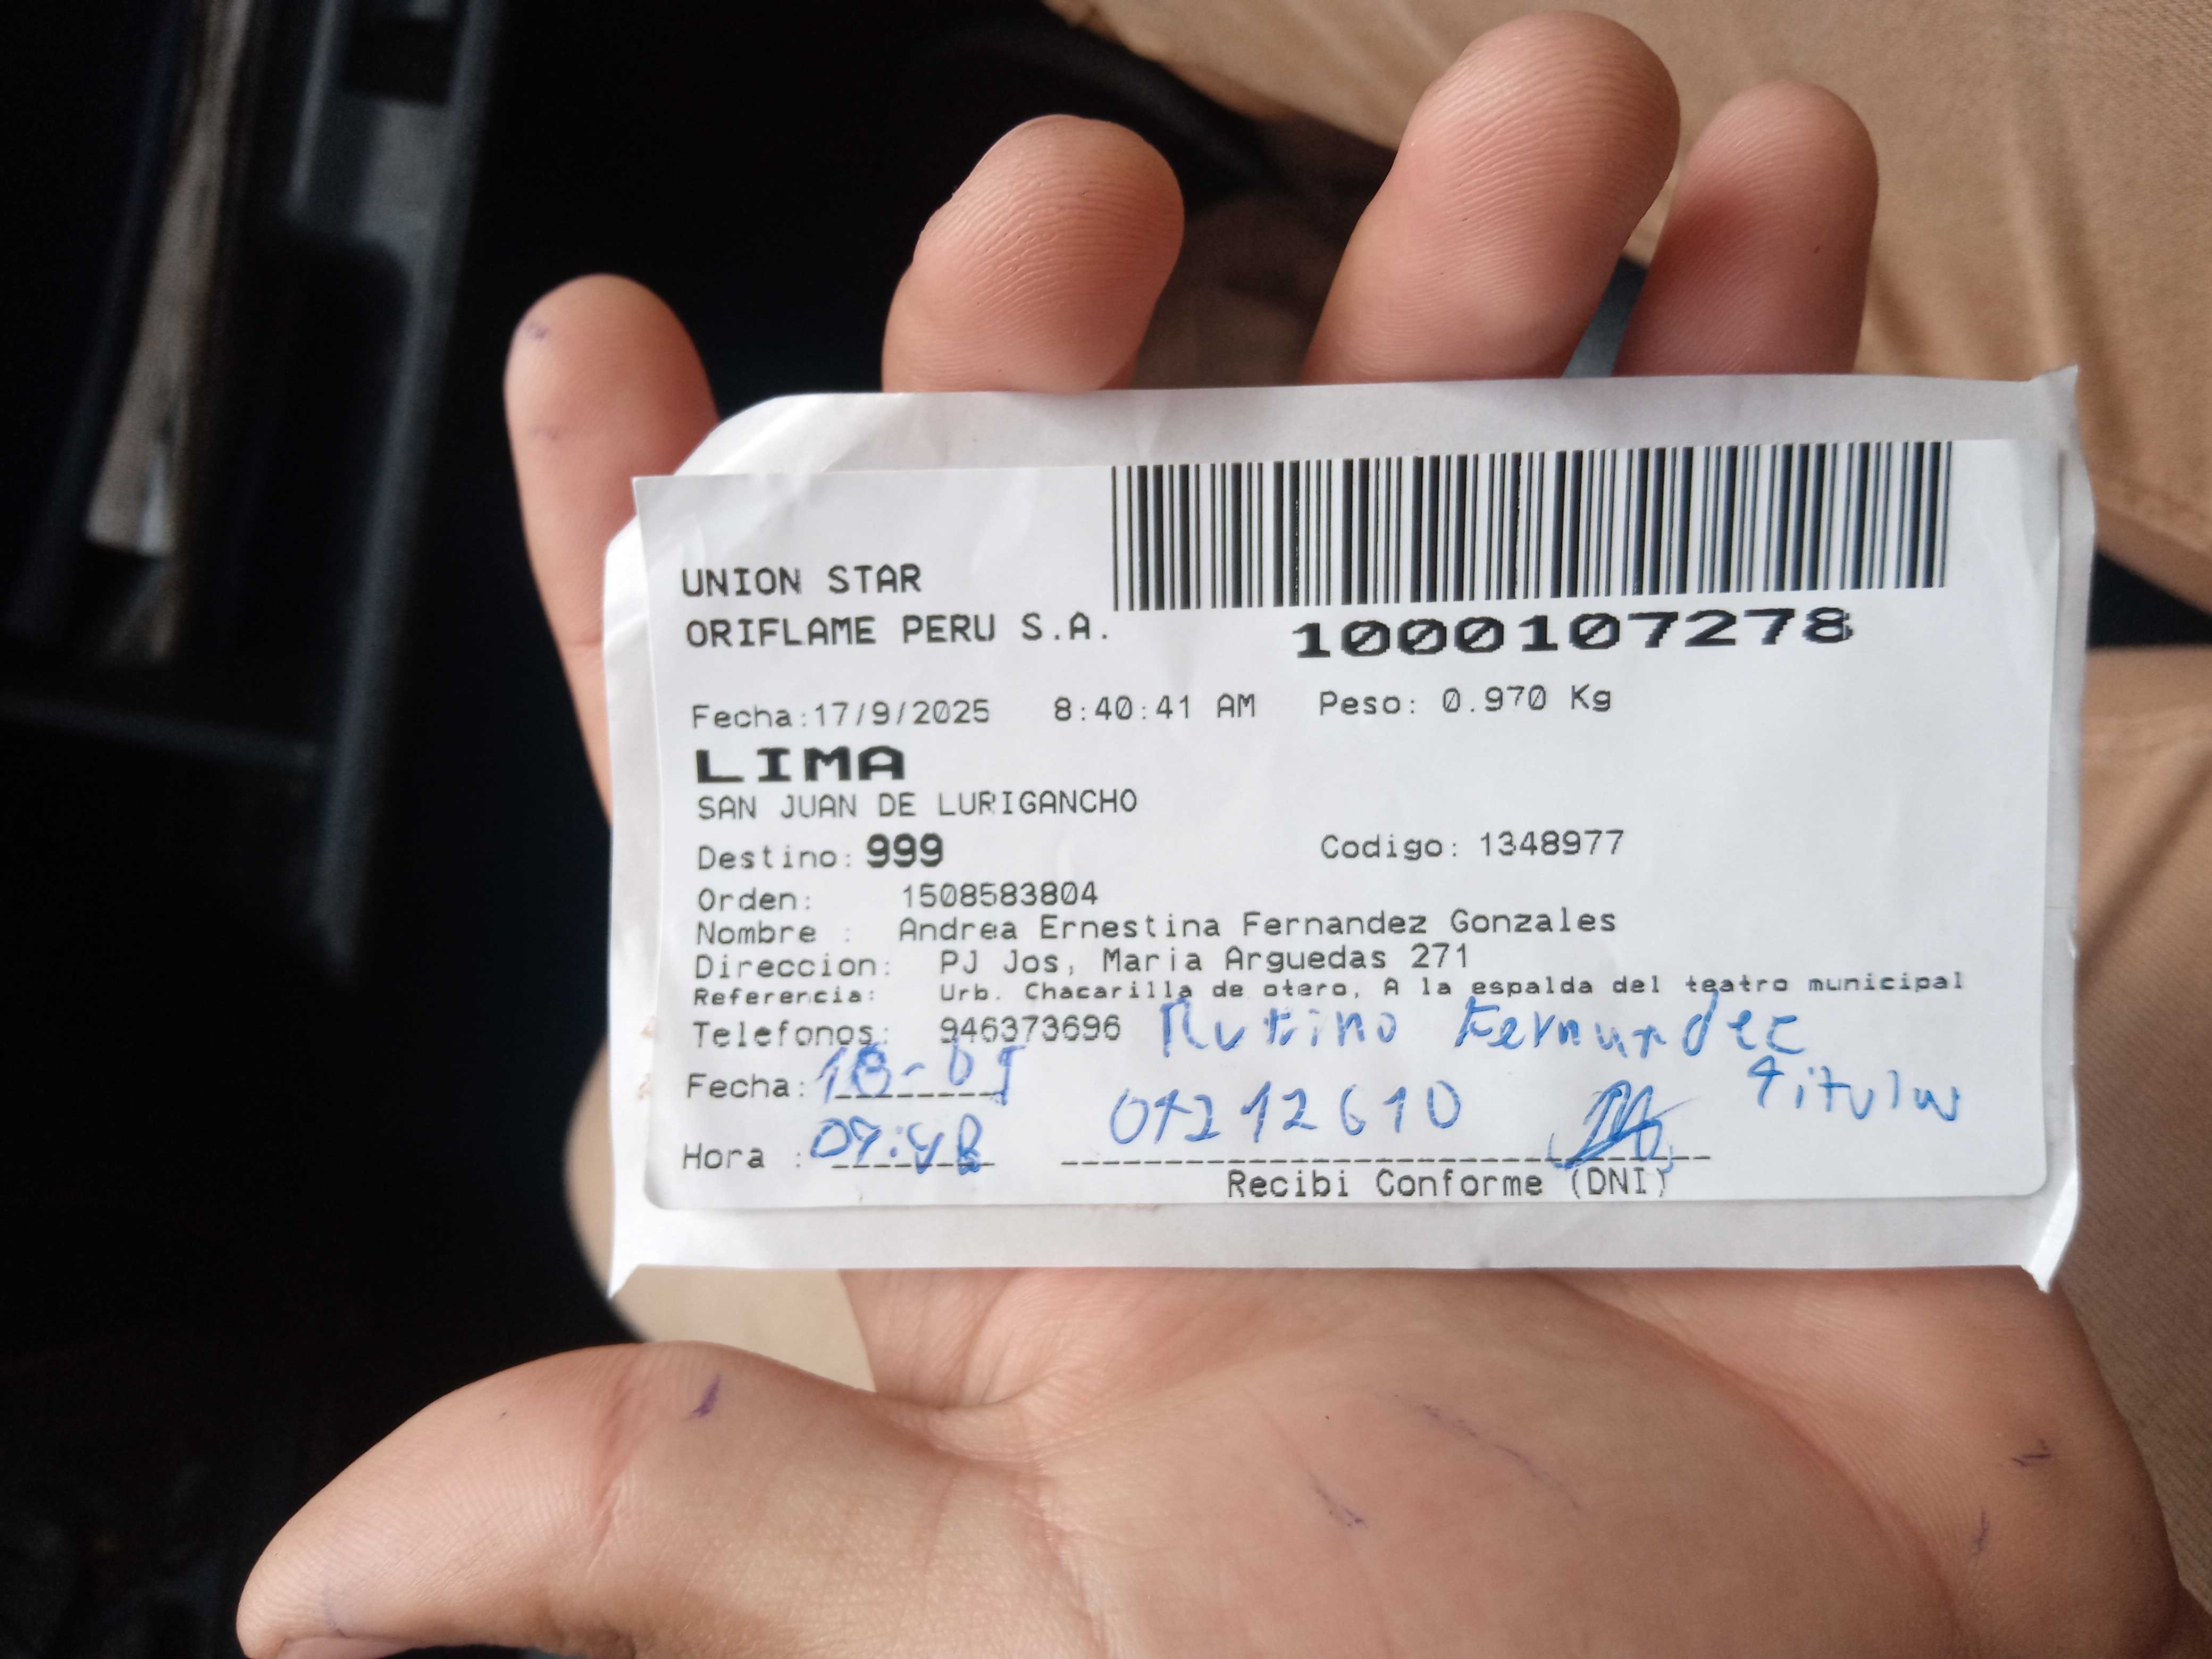 UNION STAR
ORIFLAME PERU S.A.
1000107278
Fecha:17/9/2025 8:40:41 AM Peso: 0.970 Kg
LIMA
SAN JUAN DE LURIGANCHO
Destino: 999 Codigo: 1348977
Orden: 1508583804
Nombre : Andrea Ernestina Fernandez Gonzales
Direccion: PJ Jos, Maria Arguedas 271
Referencia: Urb. Chacarilla de otero, A la espalda del teatro municipal
Telefonos: 946373696 Fernandez
Fecha: 18-09 Titular
Hora : 07:48
Recibi Conforme (DNI)